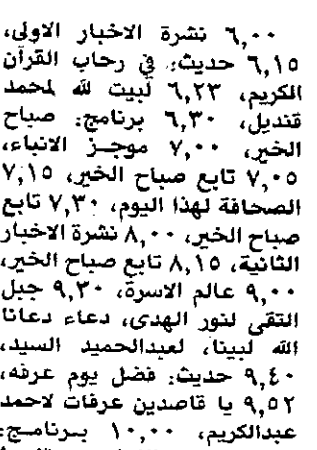 ٦,٠٠ نشرة الاخبار الاولى،
٦,١٥ حديث: في رحاب القرآن
الكريم، ٦,٢٣ لبيت لله لمحمد
قنديل، ٦,٣٠ برنامج: صباح
الخير، ٧,٠٠ موجـز الانباء،
٧,٠٥ تابع صباح الخير، ٧,١٥
الصحافة لهذا اليوم، ٧,٣٠ تابع
صباح الخير، ٨,٠٠ نشرة الاخبار
الثانية، ٨,١٥ تابع صباح الخير،
٩,٠٠ عالم الاسرة، ٩,٣٠ جبل
التقى لنور الهدى، دعاء دعانا
الله لبينا، لعبدالحميد السيد،
٩,٤٠ حديث: فضل يوم عرفه،
٩,٥٢ يا قاصدين عرفات لاحمد
عبدالكريم، ١٠,٠٠ بـرنامـج: